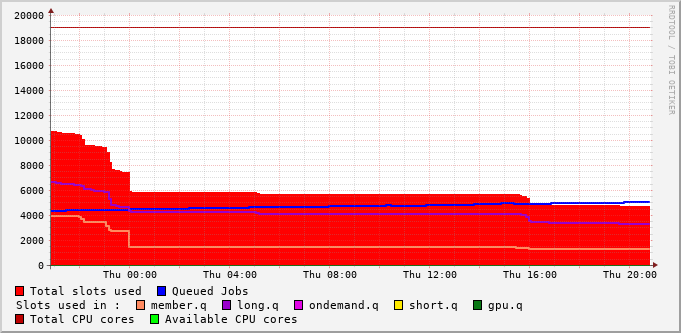 RRDTOOL / TOBI OETIKER
20000
18000
16000
14000
12000
10000
8000
6000
4000
2000
0
Thu 00:00 Thu 04:00 Thu 08:00 Thu 12:00 Thu 16:00 Thu 20:00
Total slots used Queued Jobs
Slots used in : member.q long.q ondemand.q short.q gpu.q
Total CPU cores Available CPU cores